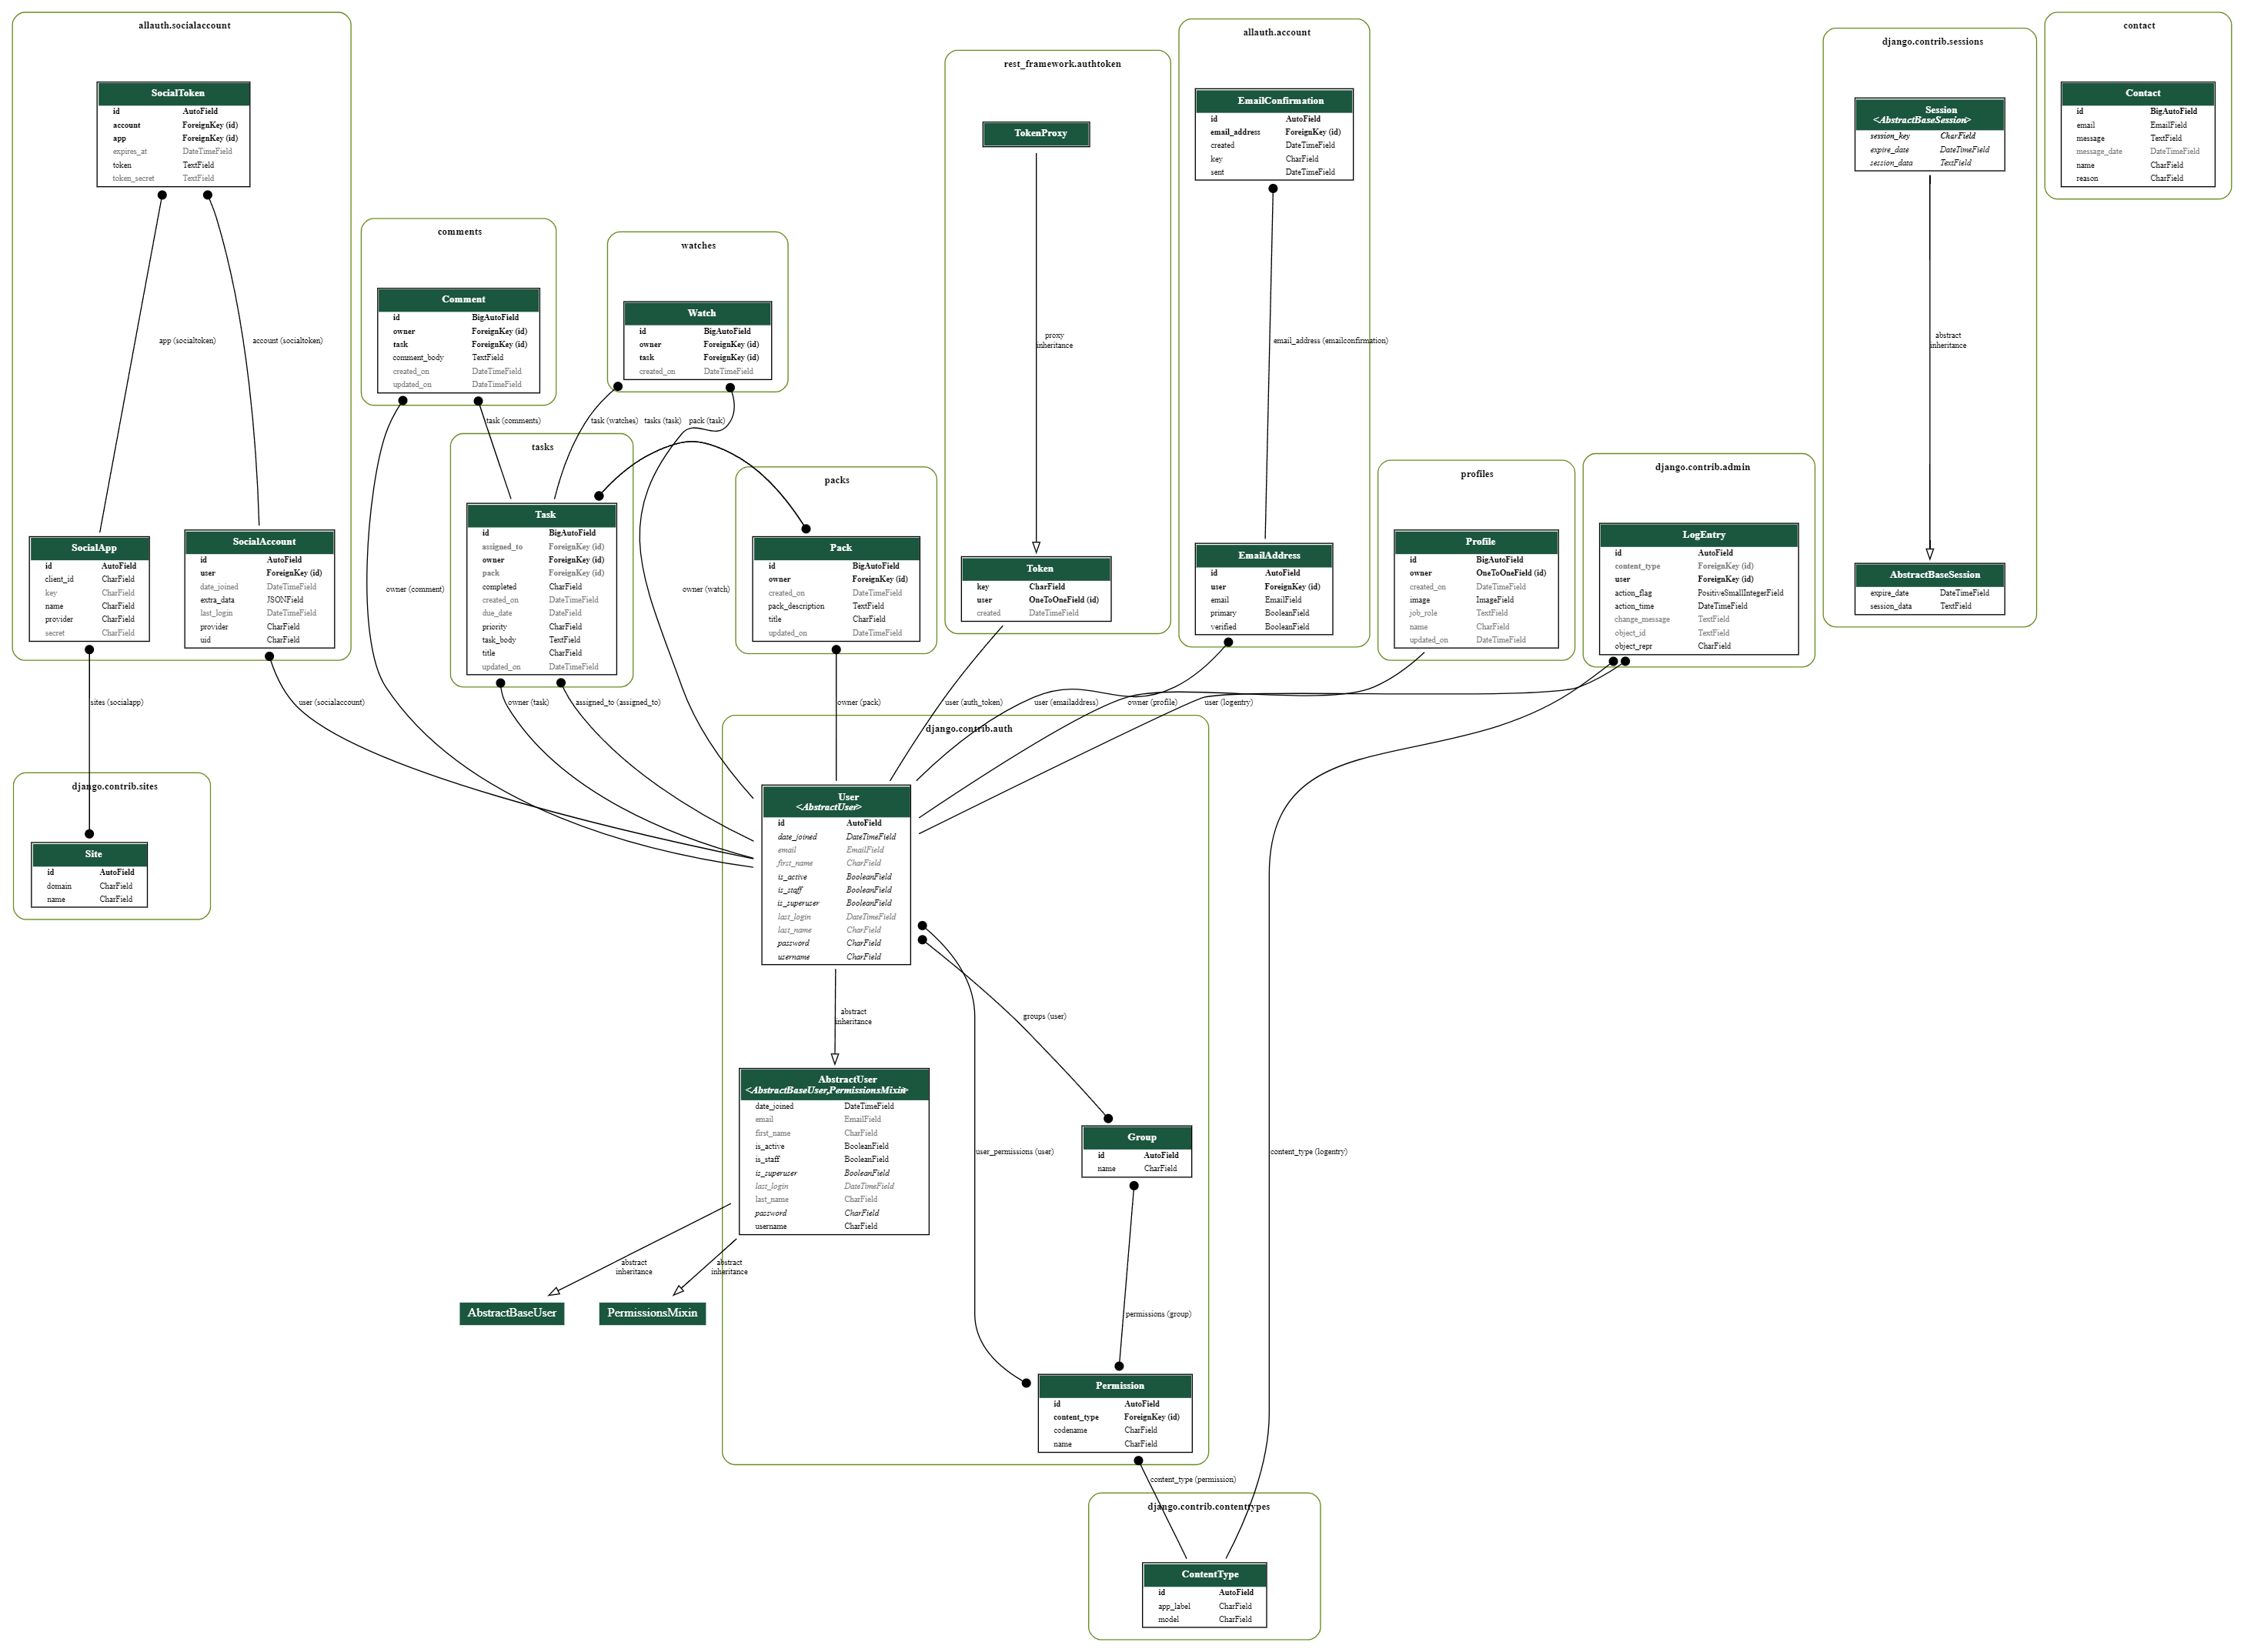 allauth.socialaccount
SocialToken
id AutoField
account ForeignKey (id)
app ForeignKey (id)
expires_at DateTimeField
token TextField
token_secret TextField
app (socialtoken)
account (socialtoken)
SocialApp
id AutoField
client_id CharField
key CharField
name CharField
provider CharField
secret CharField
SocialAccount
id AutoField
user ForeignKey (id)
date_joined DateTimeField
extra_data JSONField
last_login DateTimeField
provider CharField
uid CharField
sites (socialapp)
user (socialaccount)
django.contrib.sites
Site
id AutoField
domain CharField
name CharField
comments
Comment
id BigAutoField
owner ForeignKey (id)
task ForeignKey (id)
comment_body TextField
created_on DateTimeField
updated_on DateTimeField
task (comments)
owner (comment)
watches
Watch
id BigAutoField
owner ForeignKey (id)
task ForeignKey (id)
created_on DateTimeField
task (watches)
tasks (task)
pack (task)
owner (watch)
tasks
Task
id BigAutoField
assigned_to ForeignKey (id)
owner ForeignKey (id)
pack ForeignKey (id)
completed CharField
created_on DateTimeField
due_date DateField
priority CharField
task_body TextField
title CharField
updated_on DateTimeField
owner (task)
assigned_to (assigned_to)
packs
Pack
id BigAutoField
owner ForeignKey (id)
created_on DateTimeField
pack_description TextField
title CharField
updated_on DateTimeField
owner (pack)
rest_framework.authtoken
TokenProxy
proxy
inheritance
Token
key CharField
user OneToOneField (id)
created DateTimeField
user (auth_token)
allauth.account
EmailConfirmation
id AutoField
email_address ForeignKey (id)
created DateTimeField
key CharField
sent DateTimeField
email_address (emailconfirmation)
EmailAddress
id AutoField
user ForeignKey (id)
email EmailField
primary BooleanField
verified BooleanField
user (emailaddress)
profiles
Profile
id BigAutoField
owner OneToOneField (id)
created_on DateTimeField
image ImageField
job_role TextField
name CharField
updated_on DateTimeField
owner (profile)
django.contrib.admin
LogEntry
id AutoField
content_type ForeignKey (id)
user ForeignKey (id)
action_flag PositiveSmallIntegerField
action_time DateTimeField
change_message TextField
object_id TextField
object_repr CharField
user (logentry)
content_type (logentry)
django.contrib.sessions
Session
<AbstractBaseSession>
session_key CharField
expire_date DateTimeField
session_data TextField
abstract
inheritance
AbstractBaseSession
expire_date DateTimeField
session_data TextField
contact
Contact
id BigAutoField
email EmailField
message TextField
message_date DateTimeField
name CharField
reason CharField
django.contrib.auth
User
<AbstractUser>
id AutoField
date_joined DateTimeField
email EmailField
first_name CharField
is_active BooleanField
is_staff BooleanField
is_superuser BooleanField
last_login DateTimeField
last_name CharField
password CharField
username CharField
abstract
inheritance
groups (user)
user_permissions (user)
AbstractUser
<AbstractBaseUser,PermissionsMixin>
date_joined DateTimeField
email EmailField
first_name CharField
is_active BooleanField
is_staff BooleanField
is_superuser BooleanField
last_login DateTimeField
last_name CharField
password CharField
username CharField
abstract
inheritance
abstract
inheritance
AbstractBaseUser
PermissionsMixin
Group
id AutoField
name CharField
permissions (group)
Permission
id AutoField
content_type ForeignKey (id)
codename CharField
name CharField
content_type (permission)
django.contrib.contenttypes
ContentType
id AutoField
app_label CharField
model CharField